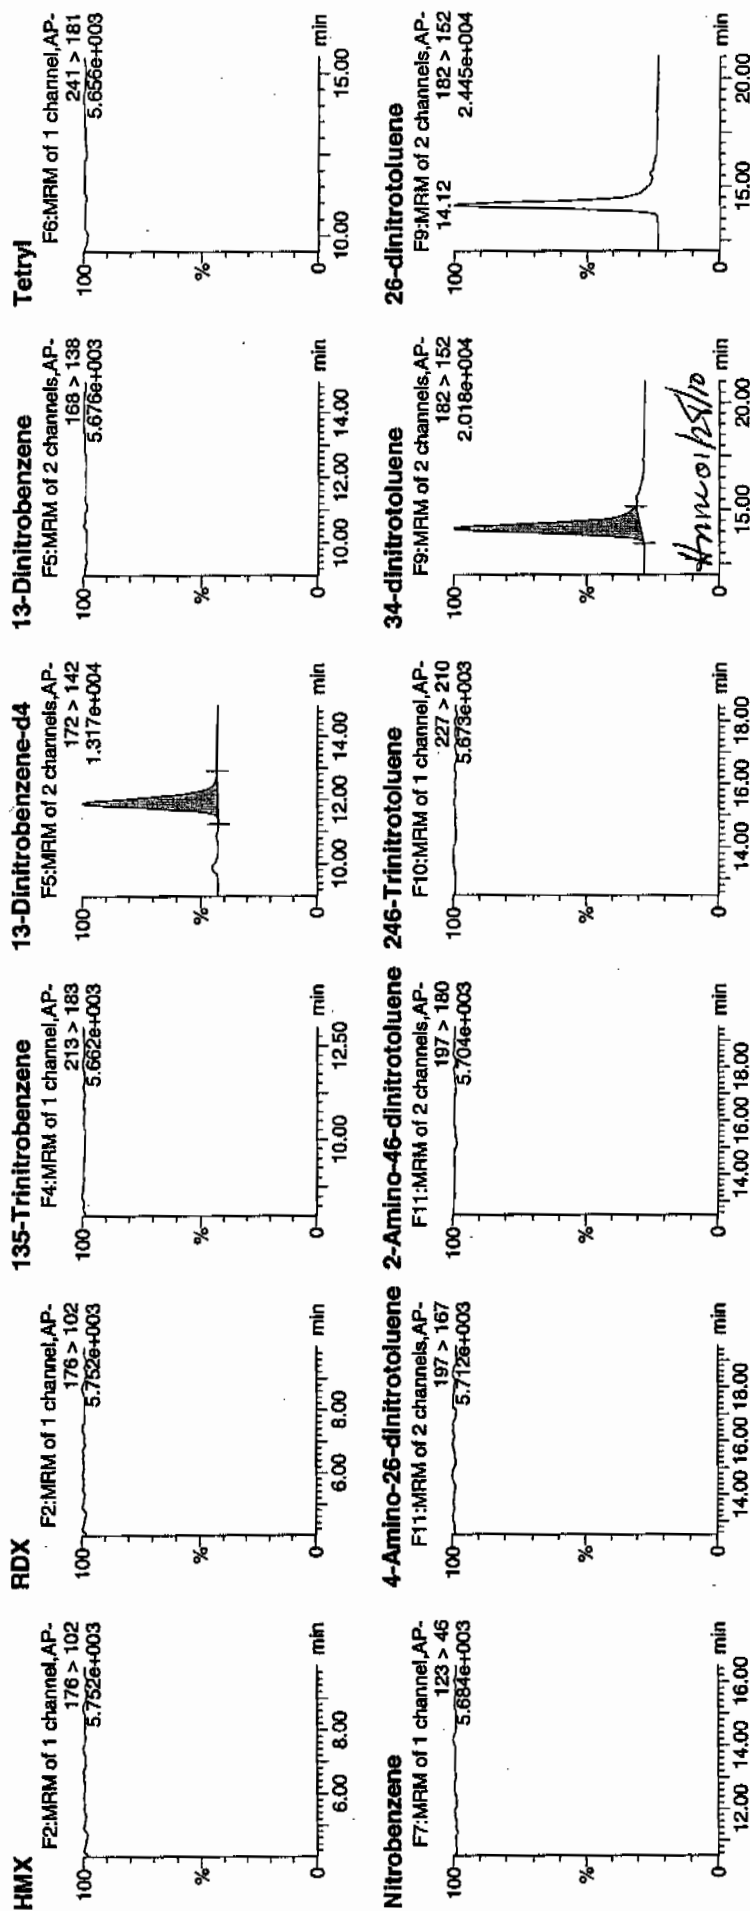 HMX
F2:MRM of 1 channel,AP-
176 > 102
5.752e+003
100
%
0
6.00 8.00 min
RDX
F2:MRM of 1 channel,AP-
176 > 102
5.752e+003
100
%
0
6.00 8.00 min
135-Trinitrobenzene
F4:MRM of 1 channel,AP-
213 > 183
5.662e+003
100
%
0
10.00 12.50 min
13-Dinitrobenzene-d4
F5:MRM of 2 channels,AP-
172 > 142
1.317e+004
100
%
0
10.00 12.00 14.00 min
13-Dinitrobenzene
F5:MRM of 2 channels,AP-
168 > 138
5.676e+003
100
%
0
10.00 12.00 14.00 min
Tetryl
F6:MRM of 1 channel,AP-
241 > 181
5.656e+003
100
%
0
10.00 15.00 min
Nitrobenzene
F7:MRM of 1 channel,AP-
123 > 46
5.684e+003
100
%
0
12.00 14.00 16.00 min
4-Amino-26-dinitrotoluene
F11:MRM of 2 channels,AP-
197 > 167
5.712e+003
100
%
0
14.00 16.00 18.00 min
2-Amino-46-dinitrotoluene
F11:MRM of 2 channels,AP-
197 > 180
5.704e+003
100
%
0
14.00 16.00 18.00 min
246-Trinitrotoluene
F10:MRM of 1 channel,AP-
227 > 210
5.673e+003
100
%
0
14.00 16.00 18.00 min
34-dinitrotoluene
F9:MRM of 2 channels,AP-
182 > 152
2.018e+004
100
%
0
15.00 20.00 min
01/28/10
26-dinitrotoluene
F9:MRM of 2 channels,AP-
182 > 152
2.445e+004
14.12
100
%
0
15.00 20.00 min